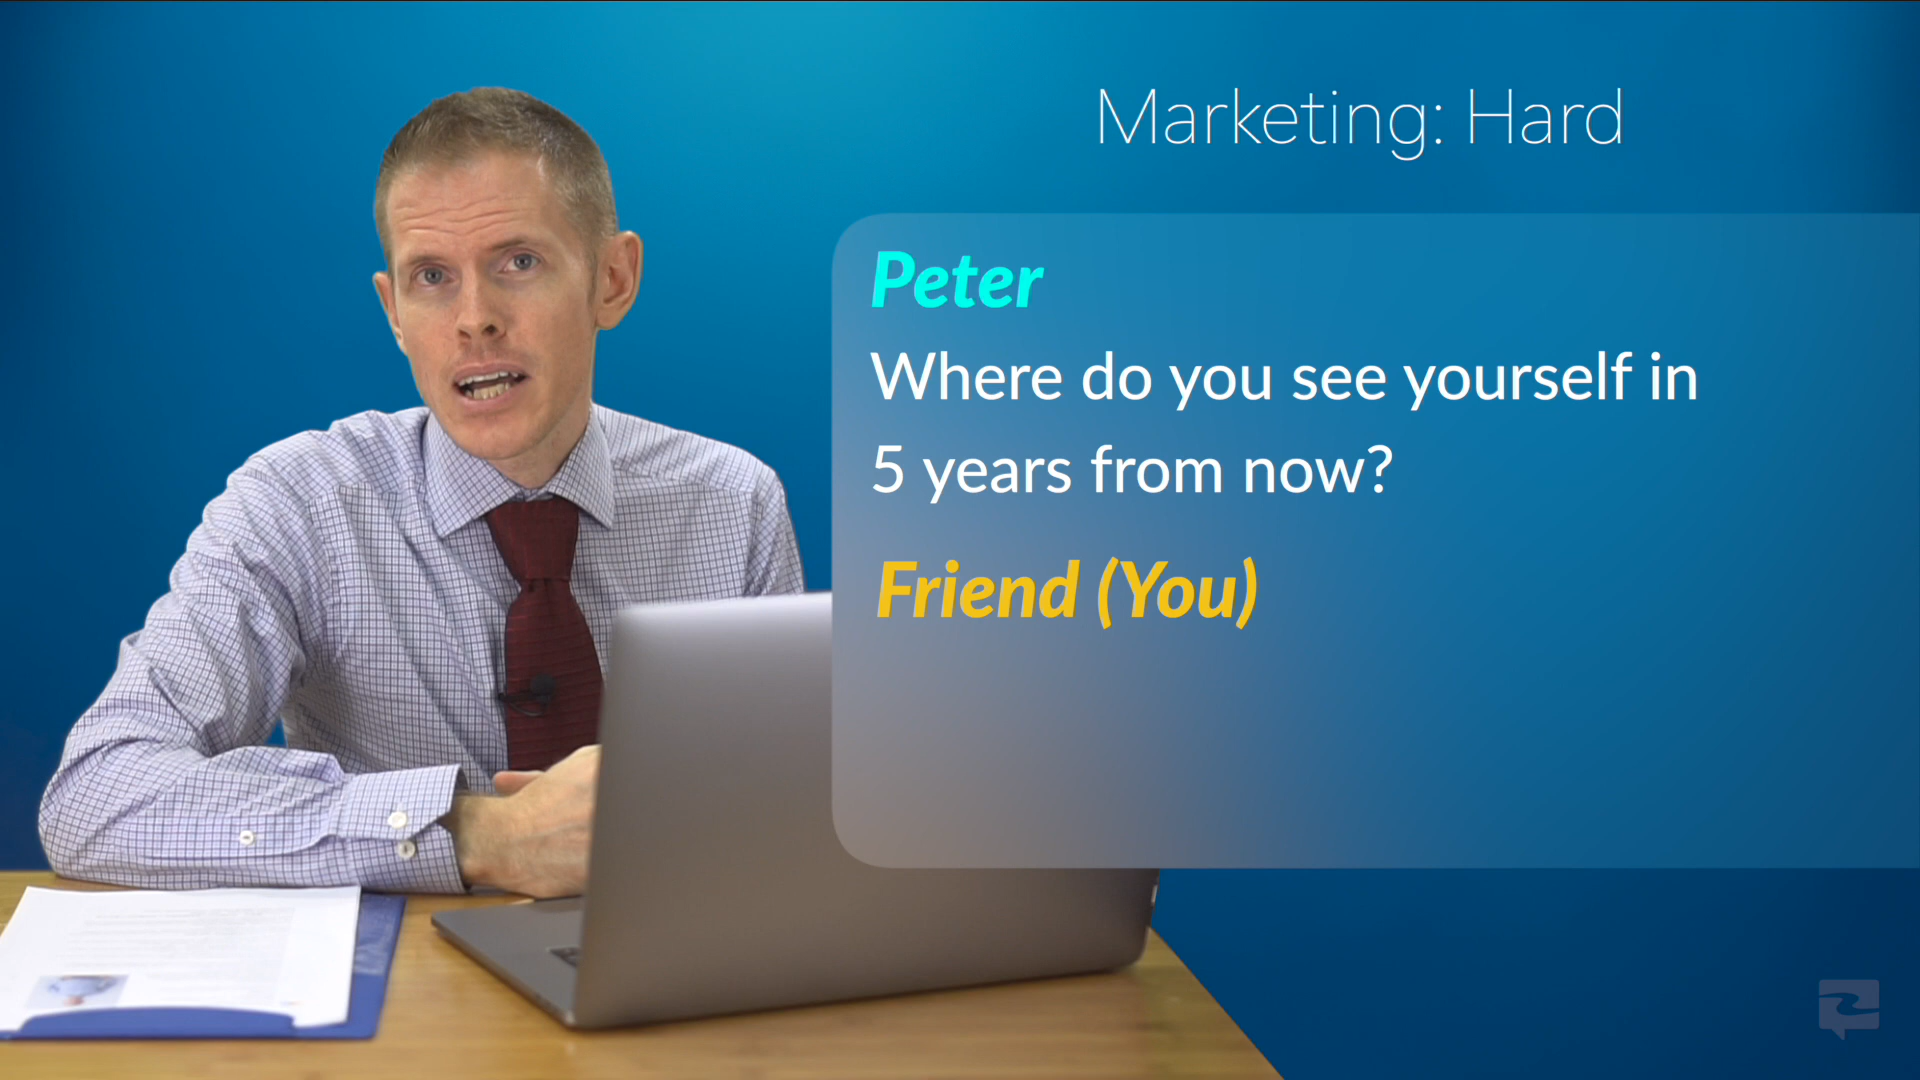 Marketing: Hard
Peter
Where do you see yourself in
5 years from now?
Friend (You)